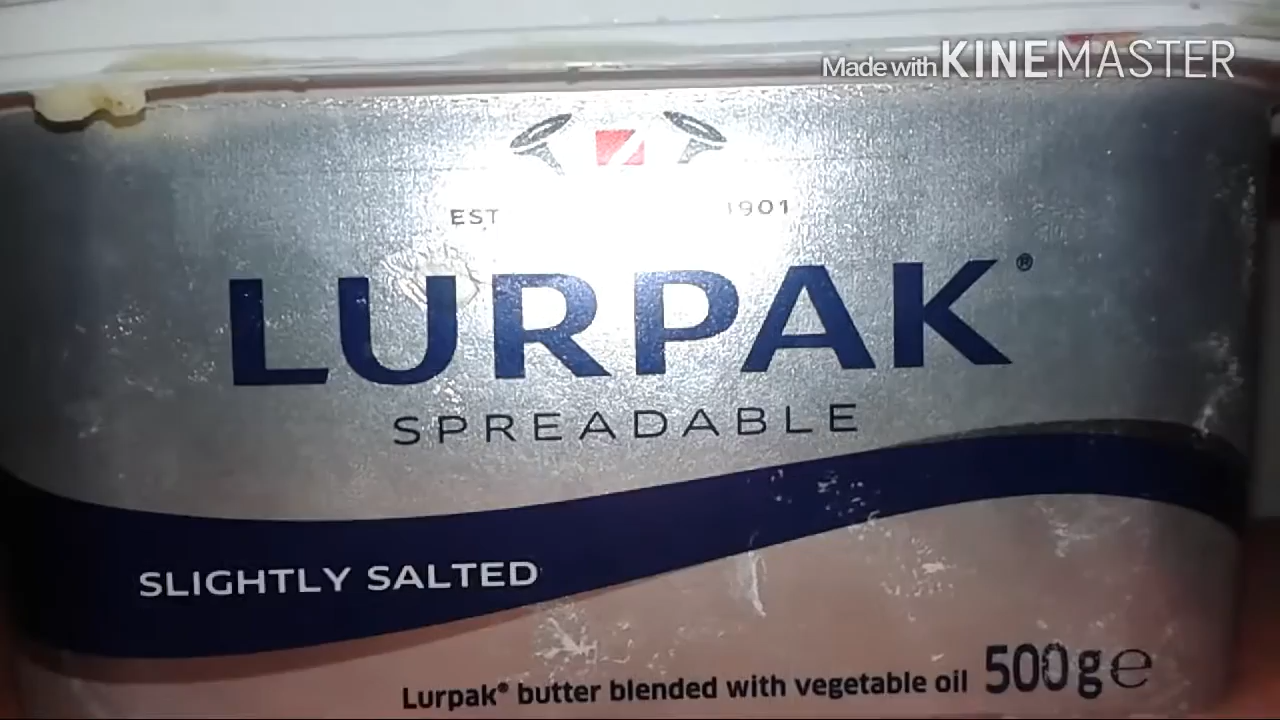 Made with KINEMASTER
EST 1901
LURPAK®
SPREADABLE
SLIGHTLY SALTED
Lurpak® butter blended with vegetable oil 500g℮